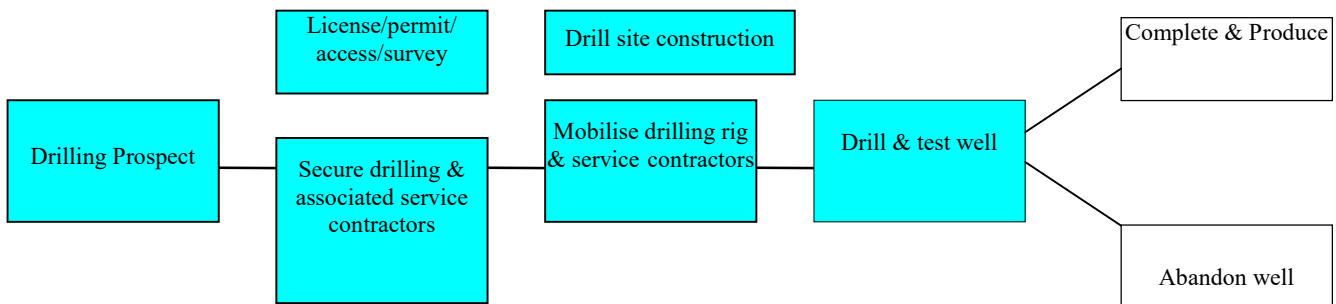 License/permit/
access/survey
Drill site construction
Complete & Produce
Drilling Prospect
Secure drilling &
associated service
contractors
Mobilise drilling rig
& service contractors
Drill & test well
Abandon well